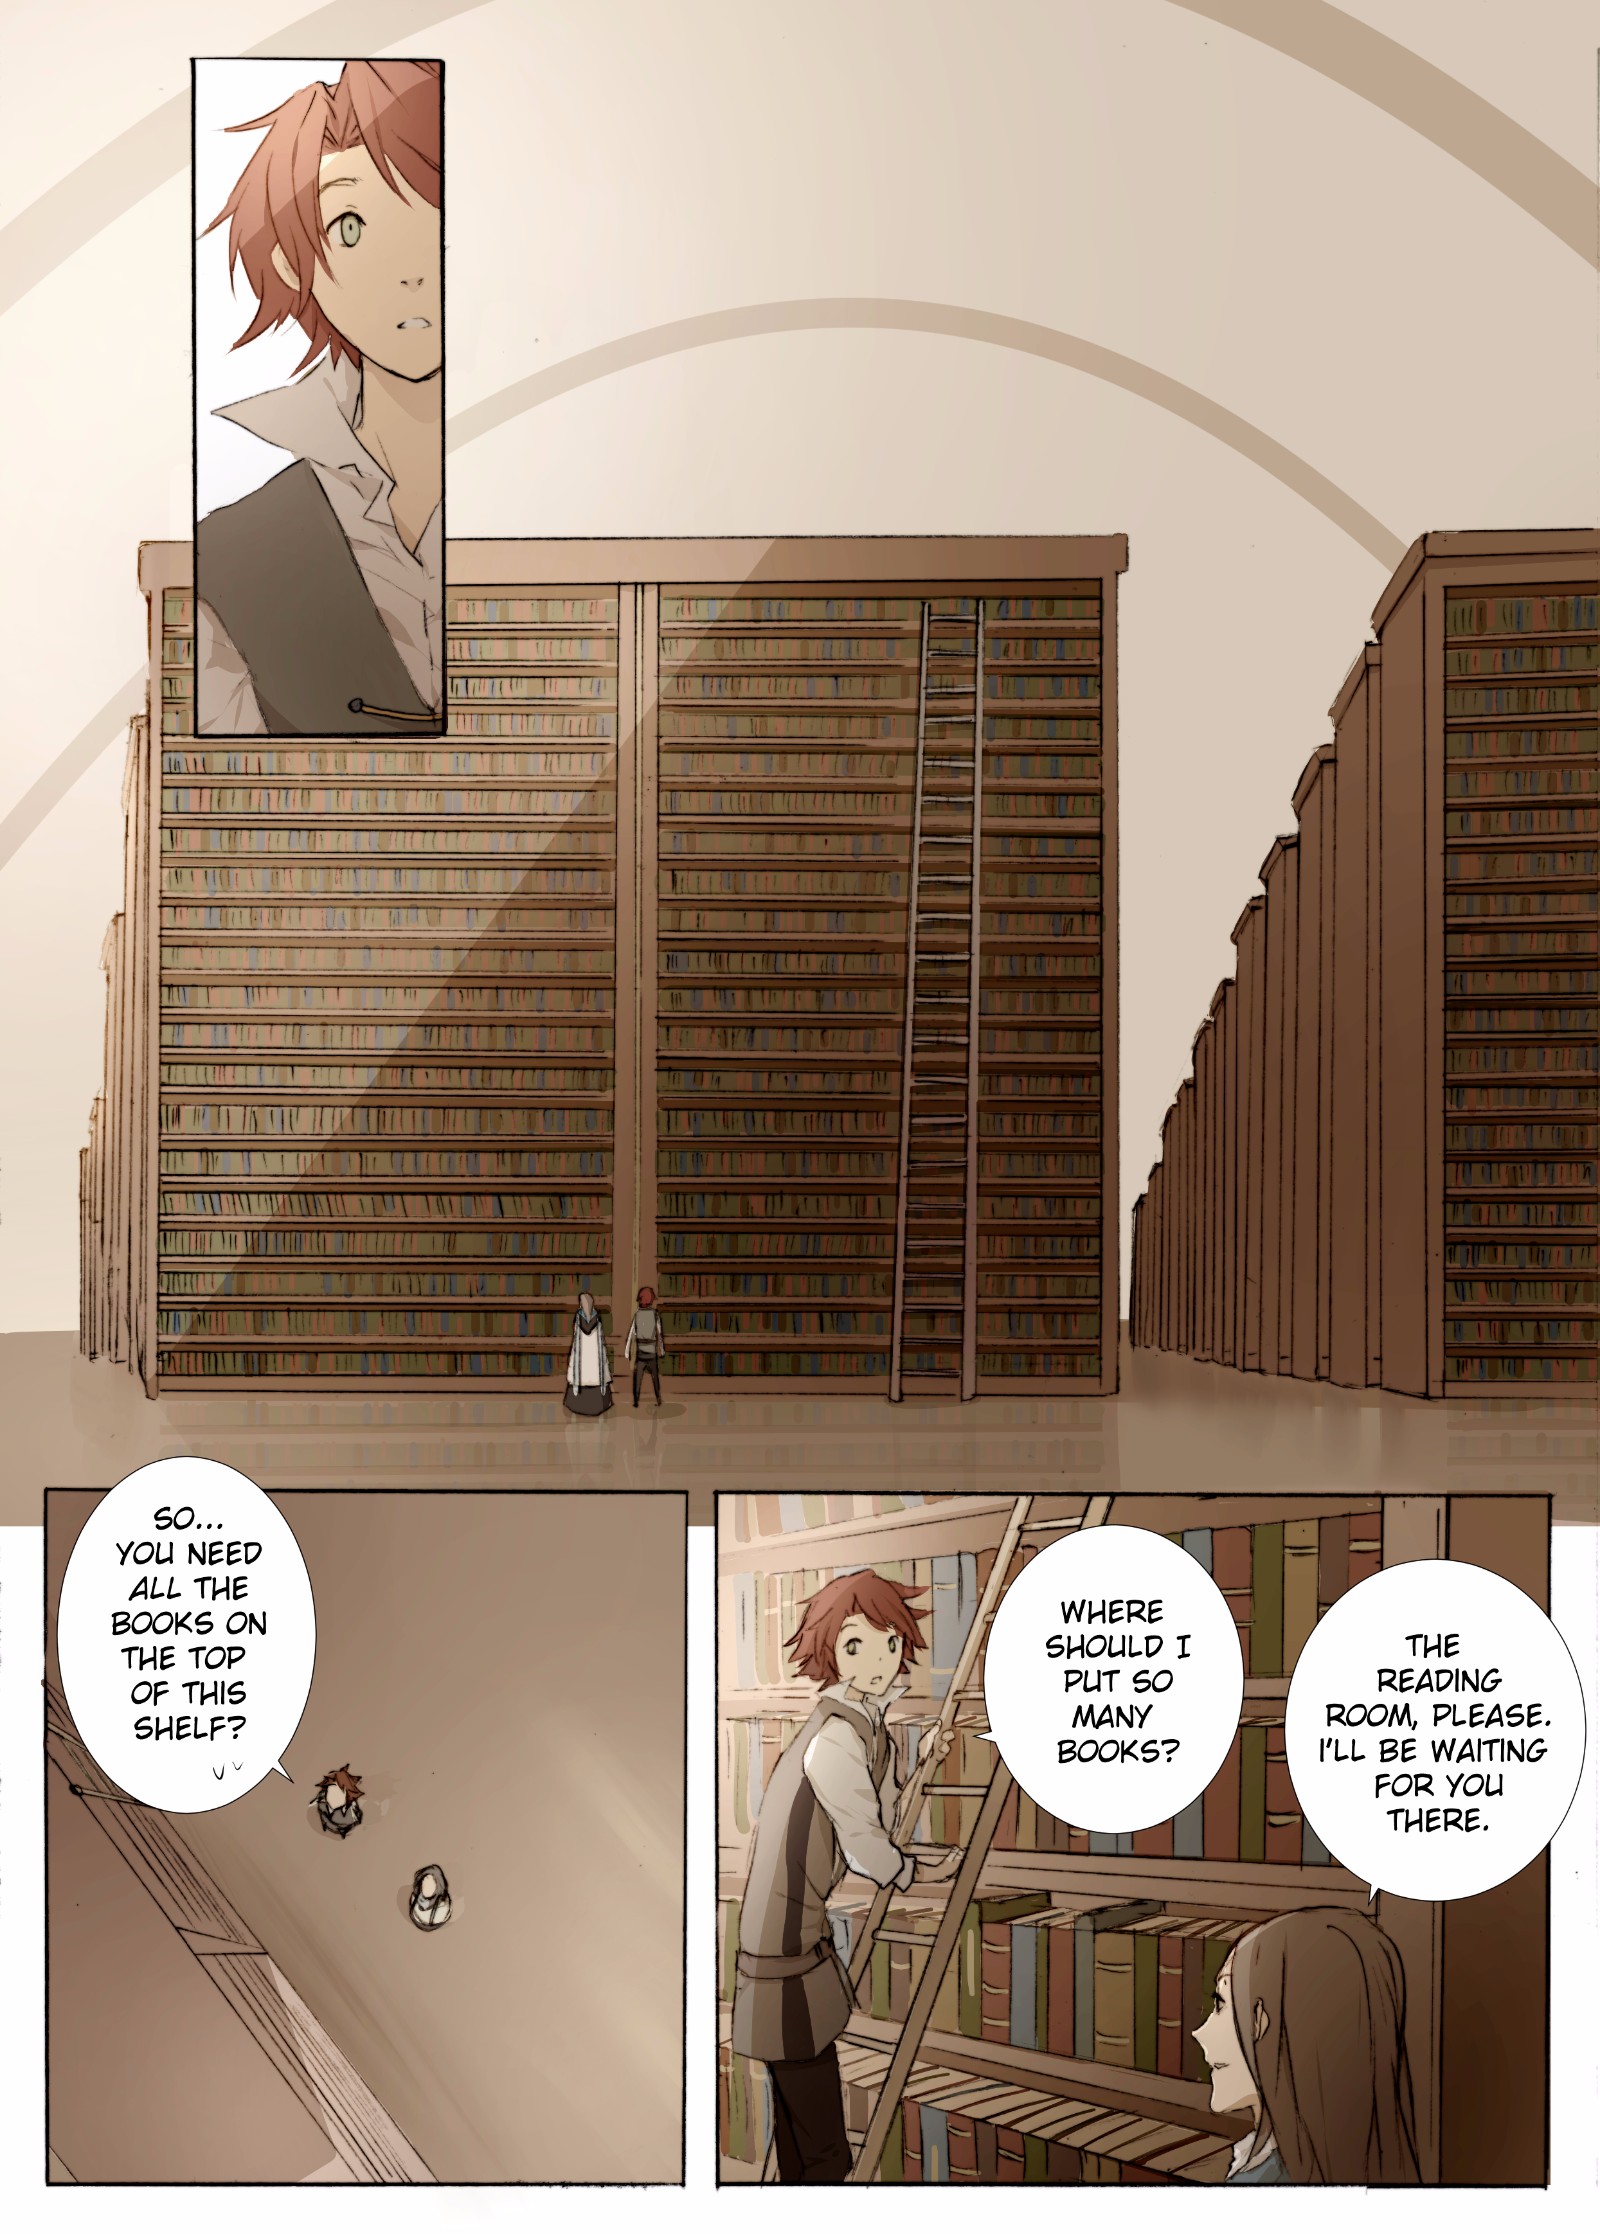 SO...
YOU NEED
ALL THE
BOOKS ON
THE TOP
OF THIS
SHELF?
WHERE
SHOULD I
PUT SO
MANY
BOOKS?
THE
READING
ROOM, PLEASE.
I'LL BE WAITING
FOR YOU
THERE.